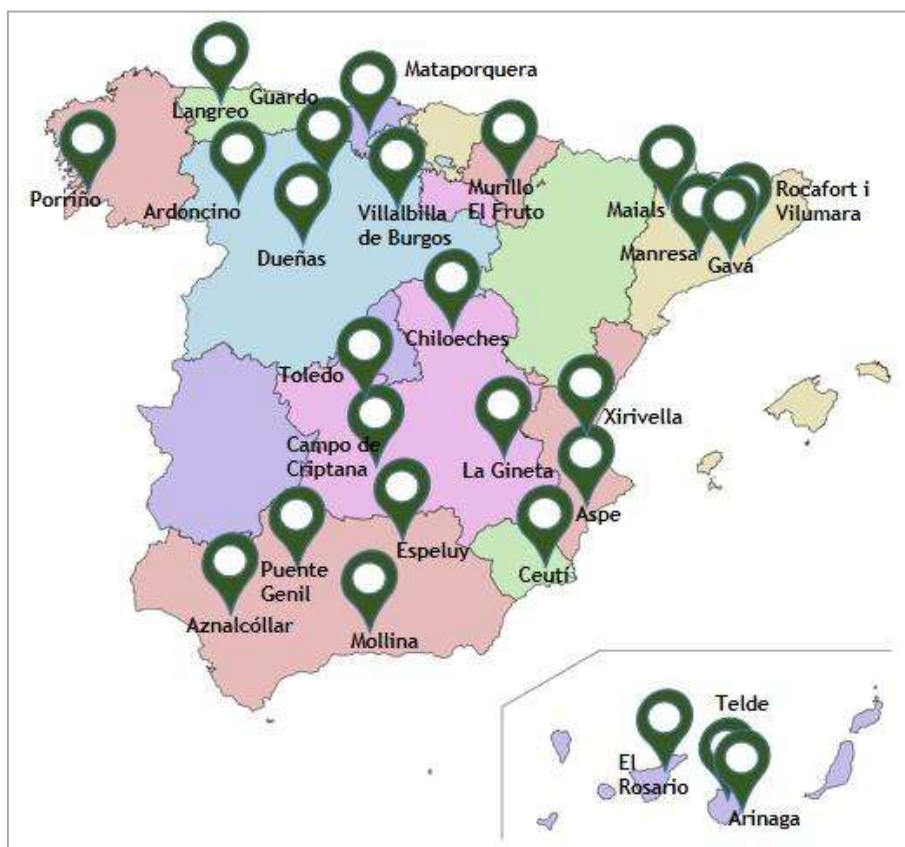 Mataporquera
Guardo
Langreo
Porriño
Ardoncino
Murillo
El Fruto
Rocafort i
Vilumara
Maials
Villalbilla
de Burgos
Dueñas
Manresa
Gavá
Chiloeches
Toledo
Xirivella
Campo de
Criptana
La Gineta
Aspe
Espeluy
Puente
Genil
Ceutí
Aznalcóllar
Mollina
Telde
El
Rosario
Arinaga